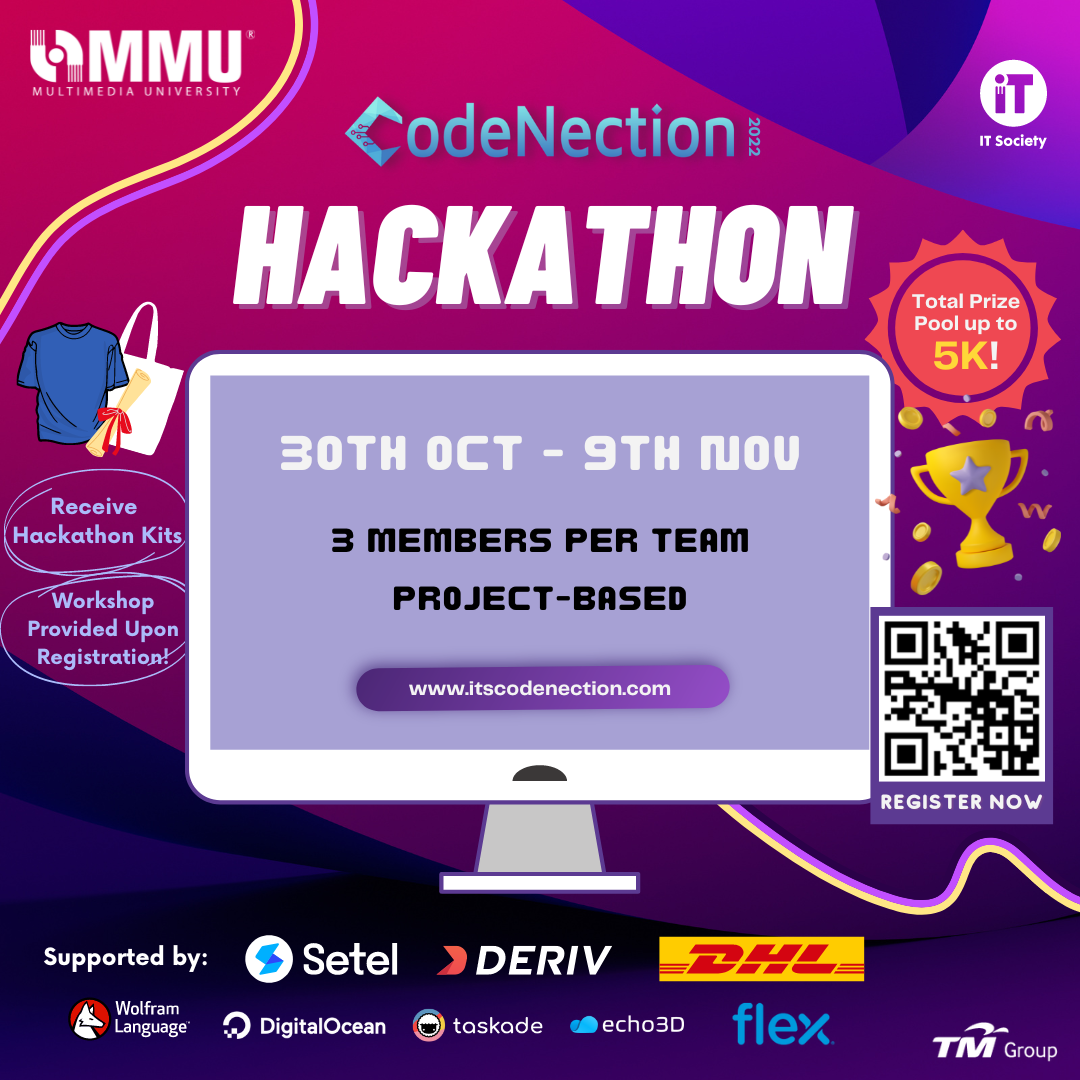 MMU®
MULTIMEDIA UNIVERSITY
iT
IT Society
CodeNection 2022
HACKATHON
Total Prize
Pool up to
5K!
30TH OCT - 9TH NOV
3 MEMBERS PER TEAM
PROJECT-BASED
www.itscodenection.com
Receive
Hackathon Kits
Workshop
Provided Upon
Registration!
REGISTER NOW
Supported by:
Setel
DERIV
DHL
Wolfram
Language™
DigitalOcean
taskade
echo3D
flex.
TM Group